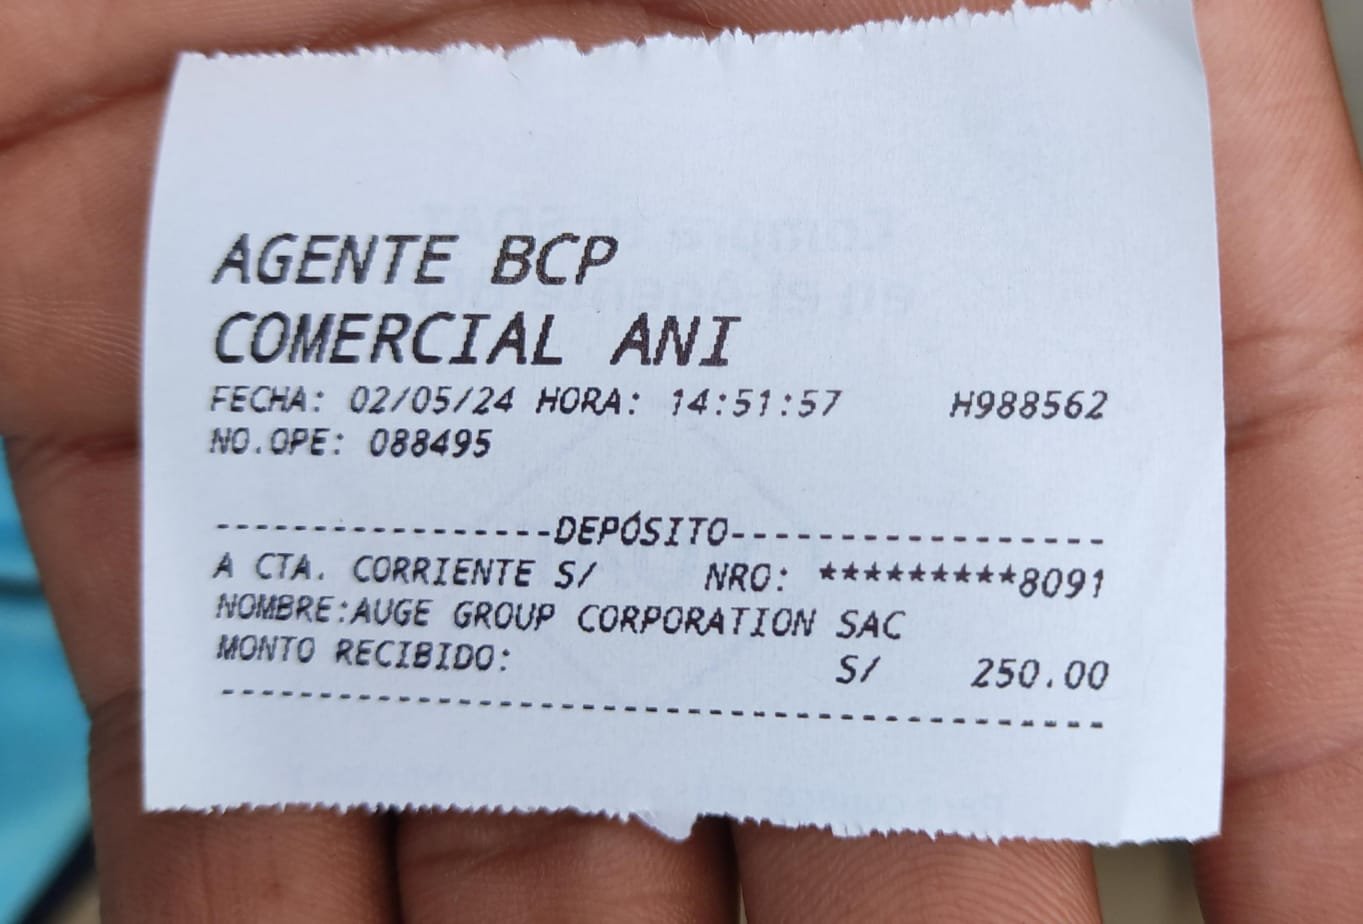 AGENTE BCP
COMERCIAL ANI
FECHA: 02/05/24 HORA: 14:51:57 H988562
NO.OPE: 088495
-----------------DEPÓSITO-------------------
A CTA. CORRIENTE S/ NRO: *********8091
NOMBRE:AUGE GROUP CORPORATION SAC
MONTO RECIBIDO: S/ 250.00
--------------------------------------------